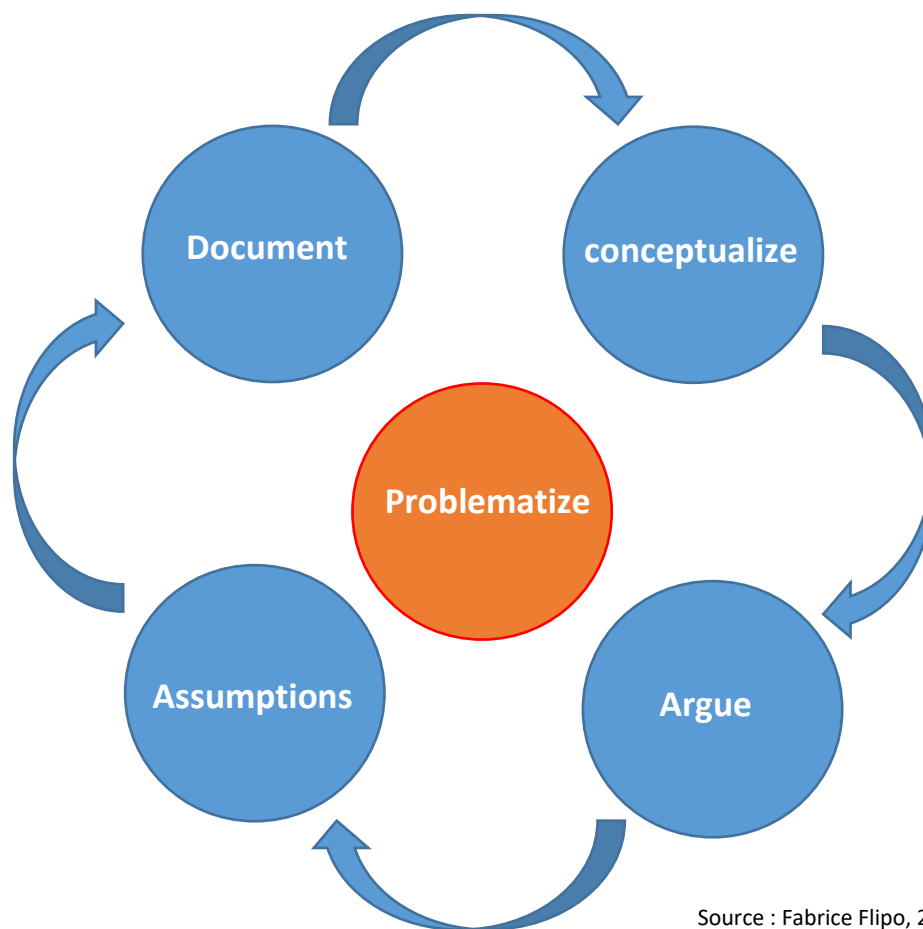 Document
conceptualize
Problematize
Assumptions
Argue
Source : Fabrice Flipo, 2